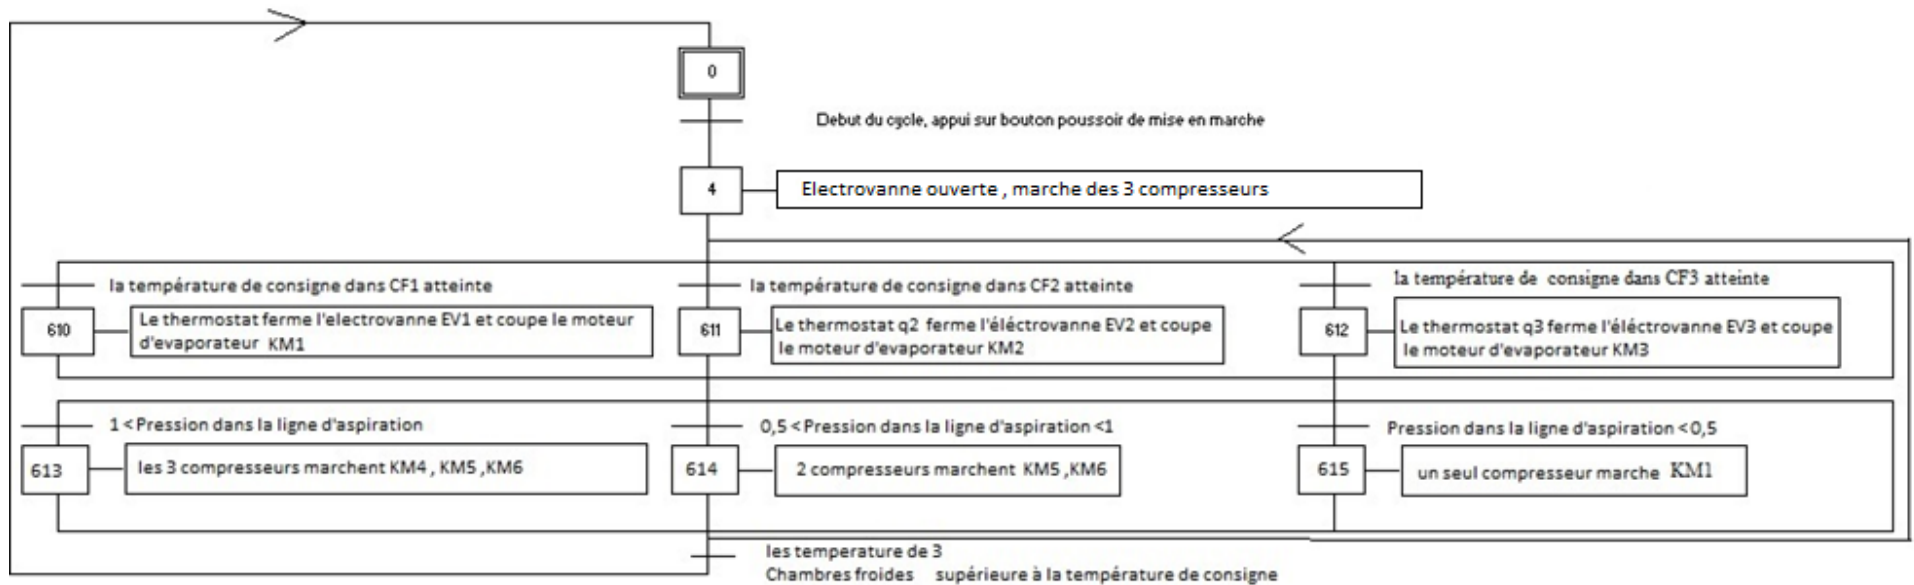 0
Debut du cycle, appui sur bouton poussoir de mise en marche
4
Electrovanne ouverte , marche des 3 compresseurs
la température de consigne dans CF1 atteinte
la température de consigne dans CF2 atteinte
la température de consigne dans CF3 atteinte
610
Le thermostat ferme l'electrovanne EV1 et coupe le moteur
d'evaporateur KM1
611
Le thermostat q2 ferme l'éléctrovanne EV2 et coupe
le moteur d'evaporateur KM2
612
Le thermostat q3 ferme l'éléctrovanne EV3 et coupe
le moteur d'evaporateur KM3
1 < Pression dans la ligne d'aspiration
0,5 < Pression dans la ligne d'aspiration <1
Pression dans la ligne d'aspiration < 0,5
613
les 3 compresseurs marchent KM4 , KM5 ,KM6
614
2 compresseurs marchent KM5 ,KM6
615
un seul compresseur marche KM1
les temperature de 3
Chambres froides supérieure à la température de consigne